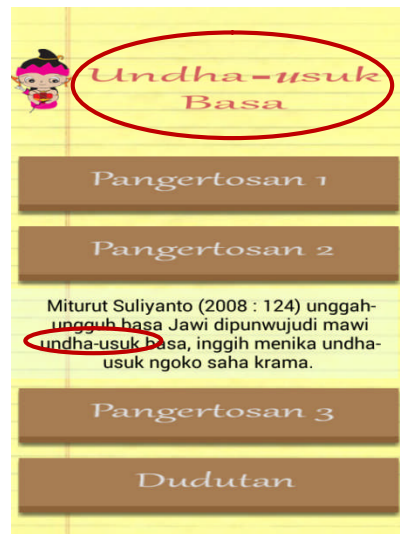 Undha-usuk
Basa
Pangertosan 1
Pangertosan 2
Miturut Suliyanto (2008 : 124) unggah-
ungguh basa Jawi dipunwujudi mawi
undha-usuk basa, inggih menika undha-
usuk ngoko saha krama.
Pangertosan 3
Dudutan